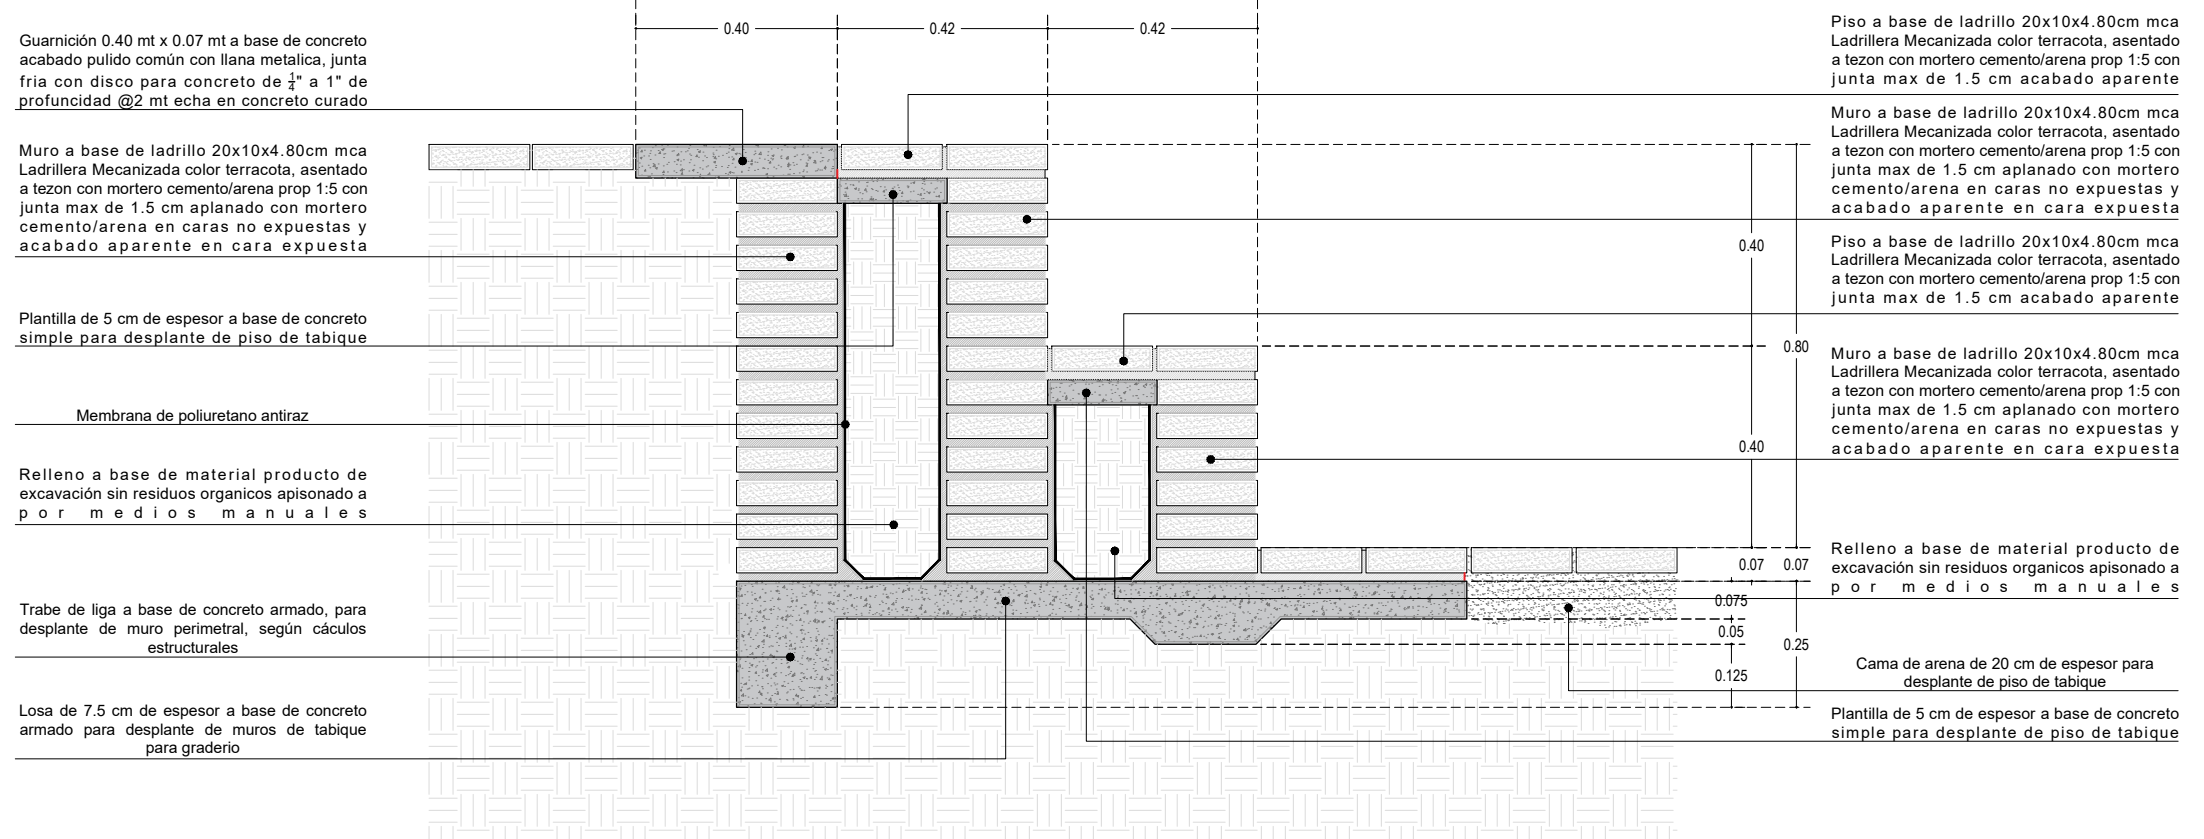 Guarnición 0.40 mt x 0.07 mt a base de concreto
acabado pulido común con llana metalica, junta
fria con disco para concreto de 1/4" a 1" de
profuncidad @2 mt echa en concreto curado
Muro a base de ladrillo 20x10x4.80cm mca
Ladrillera Mecanizada color terracota, asentado
a tezon con mortero cemento/arena prop 1:5 con
junta max de 1.5 cm aplanado con mortero
cemento/arena en caras no expuestas y
acabado aparente en cara expuesta
Plantilla de 5 cm de espesor a base de concreto
simple para desplante de piso de tabique
Membrana de poliuretano antiraz
Relleno a base de material producto de
excavación sin residuos organicos apisonado a
por medios manuales
Trabe de liga a base de concreto armado, para
desplante de muro perimetral, según cáculos
estructurales
Losa de 7.5 cm de espesor a base de concreto
armado para desplante de muros de tabique
para graderio
0.40
0.42
0.42
0.40
0.80
0.40
0.07
0.07
0.075
0.05
0.25
0.125
Piso a base de ladrillo 20x10x4.80cm mca
Ladrillera Mecanizada color terracota, asentado
a tezon con mortero cemento/arena prop 1:5 con
junta max de 1.5 cm acabado aparente
Muro a base de ladrillo 20x10x4.80cm mca
Ladrillera Mecanizada color terracota, asentado
a tezon con mortero cemento/arena prop 1:5 con
junta max de 1.5 cm aplanado con mortero
cemento/arena en caras no expuestas y
acabado aparente en cara expuesta
Piso a base de ladrillo 20x10x4.80cm mca
Ladrillera Mecanizada color terracota, asentado
a tezon con mortero cemento/arena prop 1:5 con
junta max de 1.5 cm acabado aparente
Muro a base de ladrillo 20x10x4.80cm mca
Ladrillera Mecanizada color terracota, asentado
a tezon con mortero cemento/arena prop 1:5 con
junta max de 1.5 cm aplanado con mortero
cemento/arena en caras no expuestas y
acabado aparente en cara expuesta
Relleno a base de material producto de
excavación sin residuos organicos apisonado a
por medios manuales
Cama de arena de 20 cm de espesor para
desplante de piso de tabique
Plantilla de 5 cm de espesor a base de concreto
simple para desplante de piso de tabique